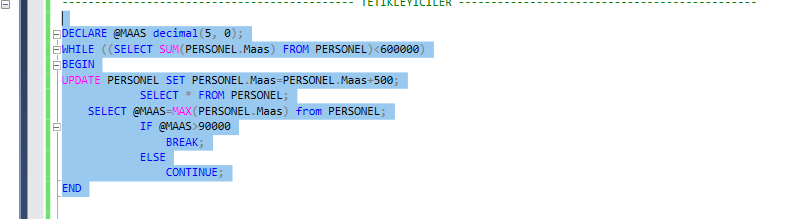 -------------------------------------------- TETİKLEYİCİLER ---------------------------------------------
DECLARE @MAAS decimal(5, 0);
WHILE ((SELECT SUM(PERSONEL.Maas) FROM PERSONEL)<600000)
BEGIN
UPDATE PERSONEL SET PERSONEL.Maas=PERSONEL.Maas+500;
SELECT * FROM PERSONEL;
SELECT @MAAS=MAX(PERSONEL.Maas) from PERSONEL;
IF @MAAS>90000
BREAK;
ELSE
CONTINUE;
END